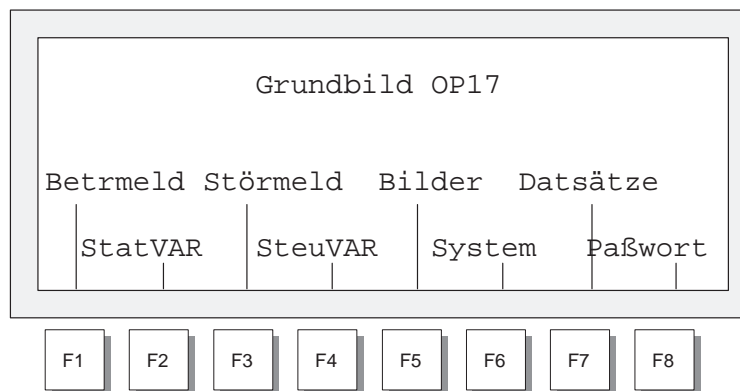 Grundbild OP17
Betrmeld Störmeld Bilder Datsätze
StatVAR SteuVAR System Paßwort
F1 F2 F3 F4 F5 F6 F7 F8